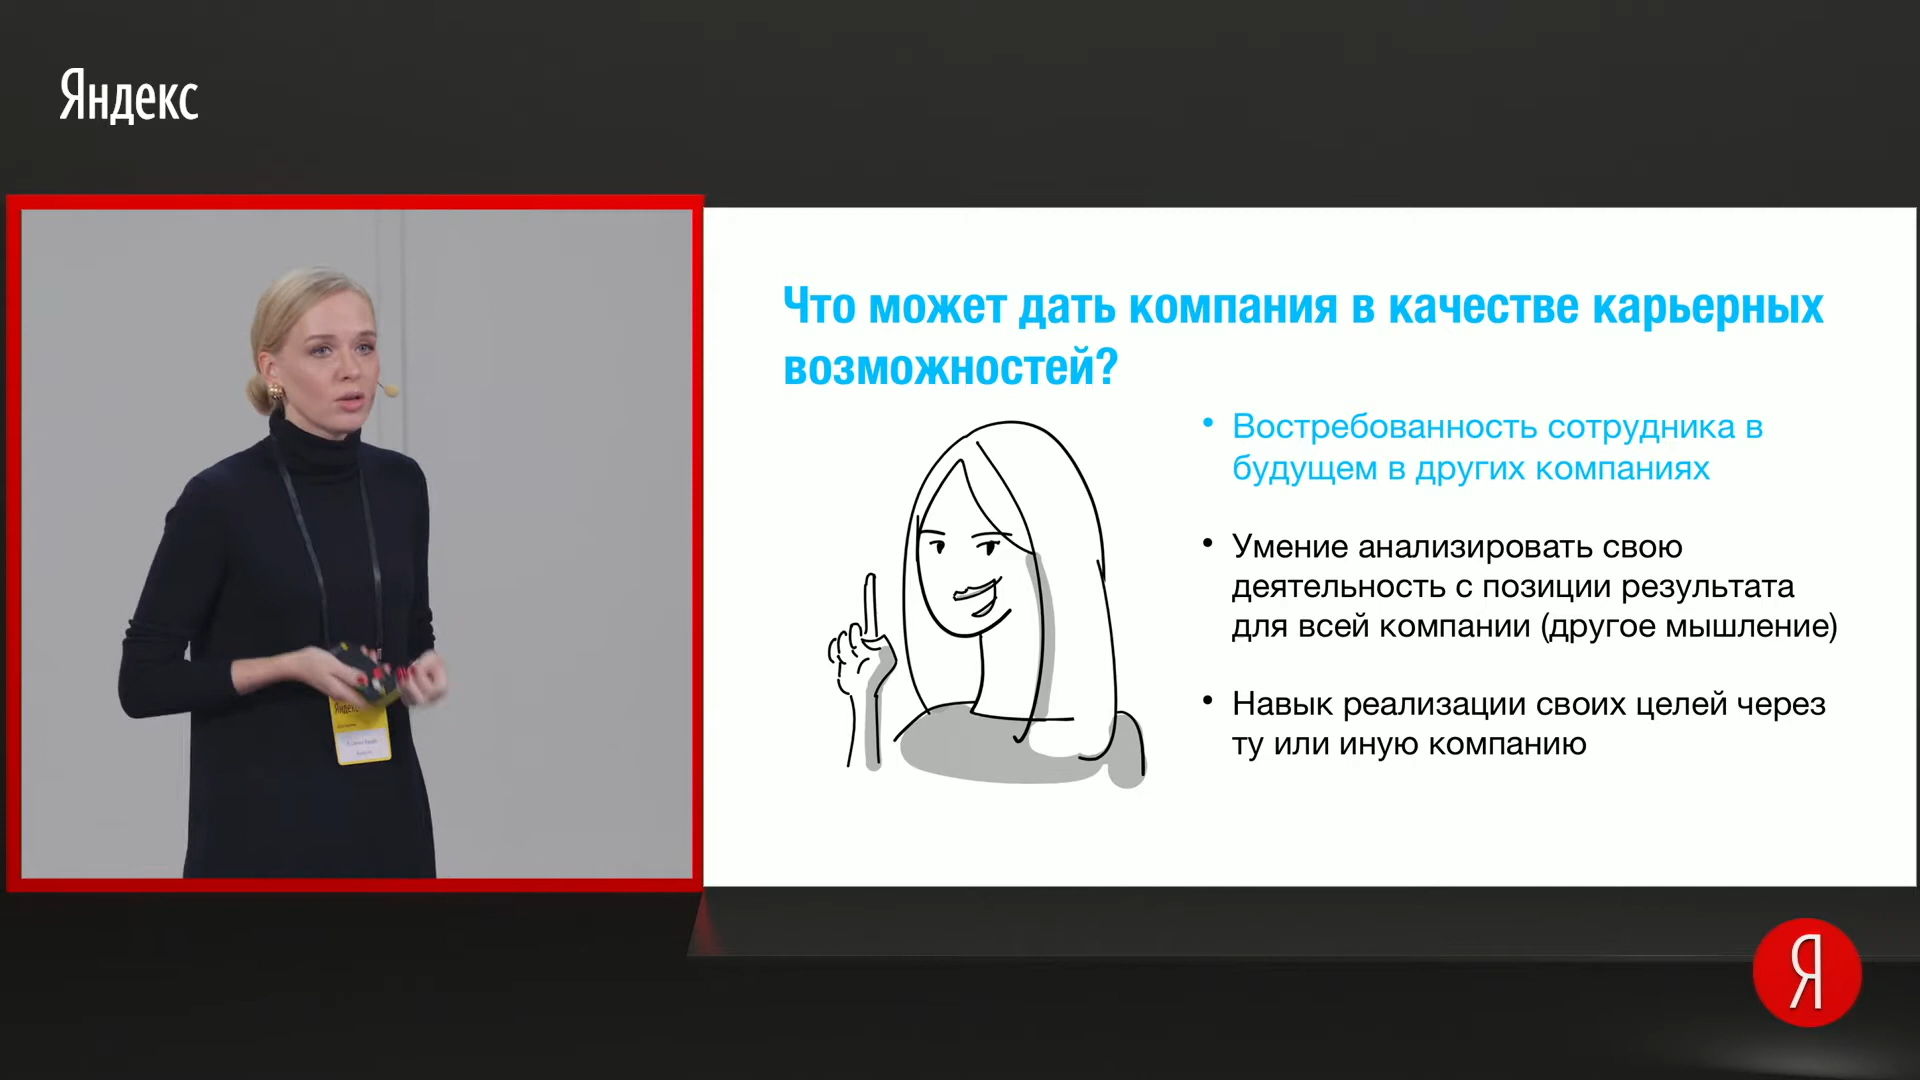 Яндекс
Что может дать компания в качестве карьерных
возможностей?
• Востребованность сотрудника в
будущем в других компаниях
• Умение анализировать свою
деятельность с позиции результата
для всей компании (другое мышление)
• Навык реализации своих целей через
ту или иную компанию
Яндекс
Я